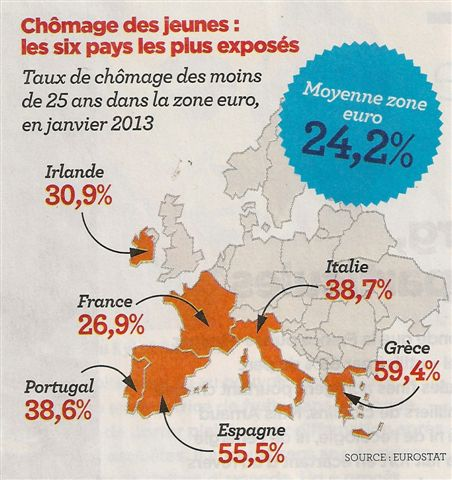 Chômage des jeunes :
les six pays les plus exposés
Taux de chômage des moins
de 25 ans dans la zone euro,
en janvier 2013
Moyenne zone
euro
24,2%
Irlande
30,9%
Italie
38,7%
France
26,9%
Grèce
59,4%
Portugal
38,6%
Espagne
55,5%
SOURCE : EUROSTAT